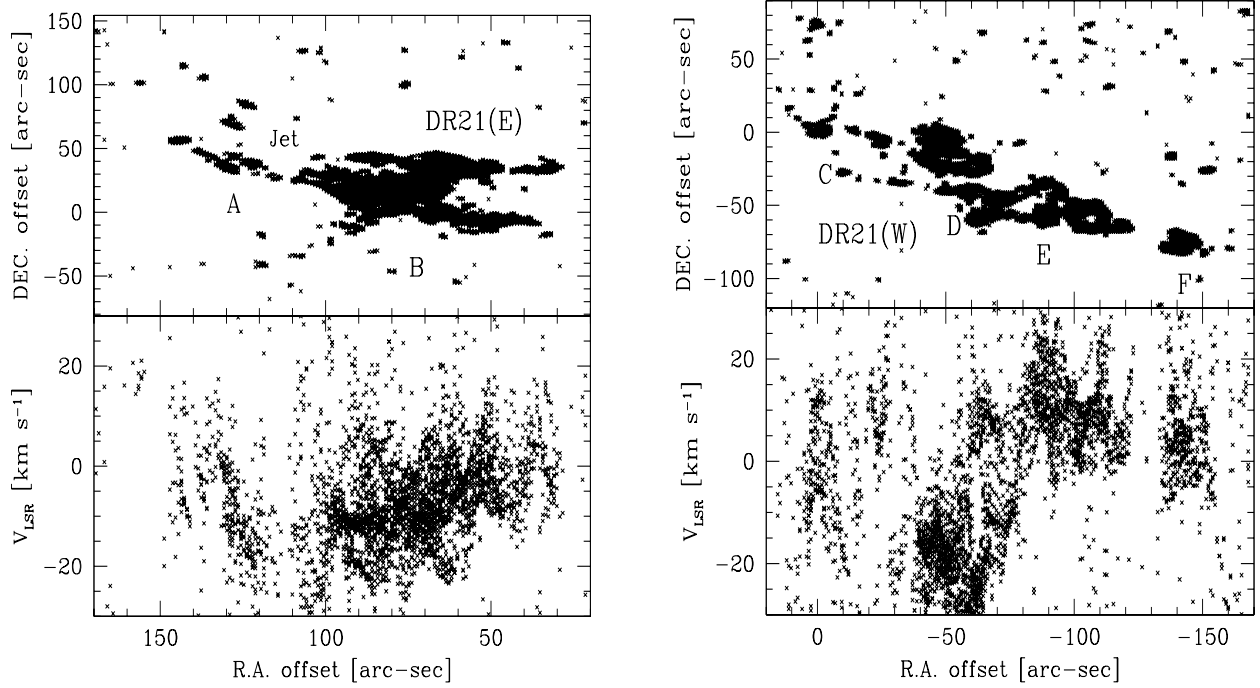 150
100
50
0
-50
DEC. offset [arc-sec]
DR21(E)
Jet
A
B
20
0
-20
V_LSR [km s⁻¹]
150 100 50
R.A. offset [arc-sec]
50
0
-50
-100
DEC. offset [arc-sec]
C
DR21(W)
D
E
F
20
0
-20
V_LSR [km s⁻¹]
0 -50 -100 -150
R.A. offset [arc-sec]